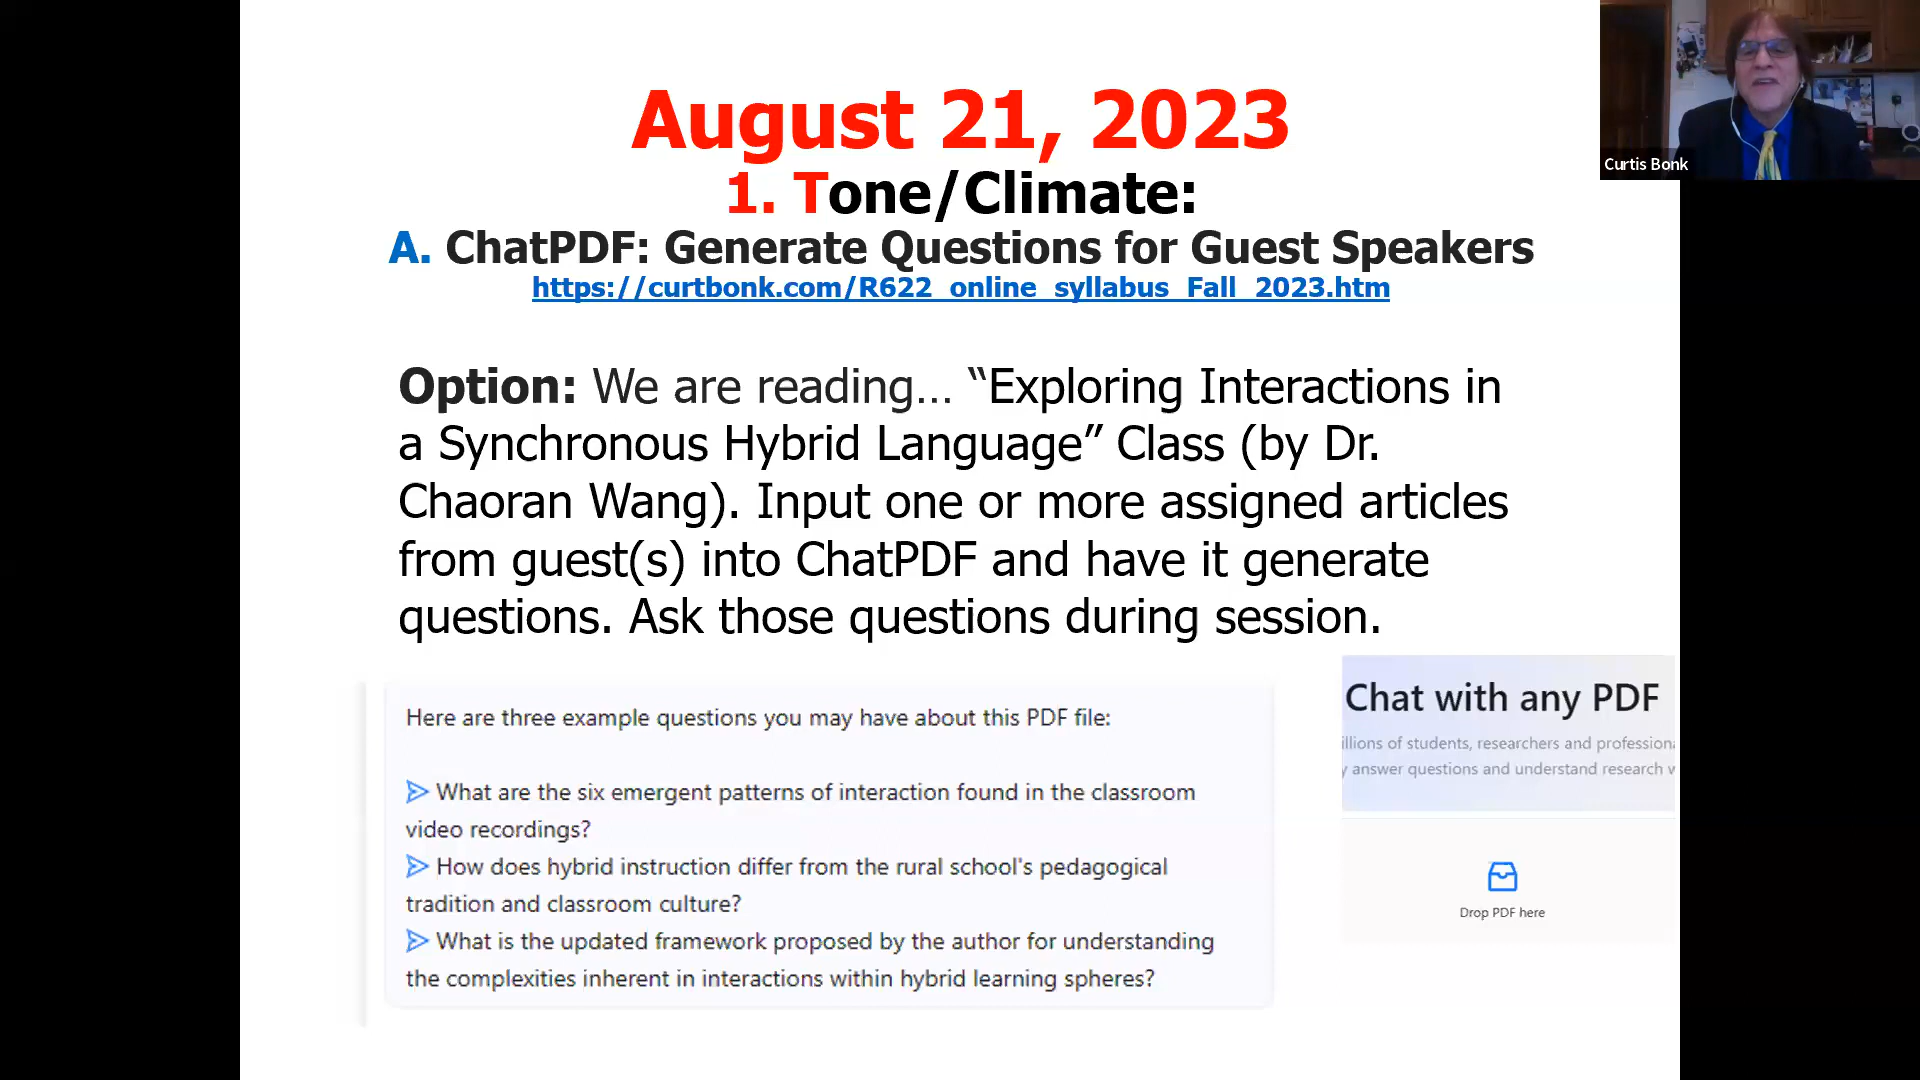 August 21, 2023
1. Tone/Climate:
A. ChatPDF: Generate Questions for Guest Speakers
https://curtbonk.com/R622_online_syllabus_Fall_2023.htm
Option: We are reading... “Exploring Interactions in
a Synchronous Hybrid Language” Class (by Dr.
Chaoran Wang). Input one or more assigned articles
from guest(s) into ChatPDF and have it generate
questions. Ask those questions during session.
Here are three example questions you may have about this PDF file:
What are the six emergent patterns of interaction found in the classroom
video recordings?
How does hybrid instruction differ from the rural school's pedagogical
tradition and classroom culture?
What is the updated framework proposed by the author for understanding
the complexities inherent in interactions within hybrid learning spheres?
Chat with any PDF
illions of students, researchers and professiona
y answer questions and understand research w
Drop PDF here
Curtis Bonk